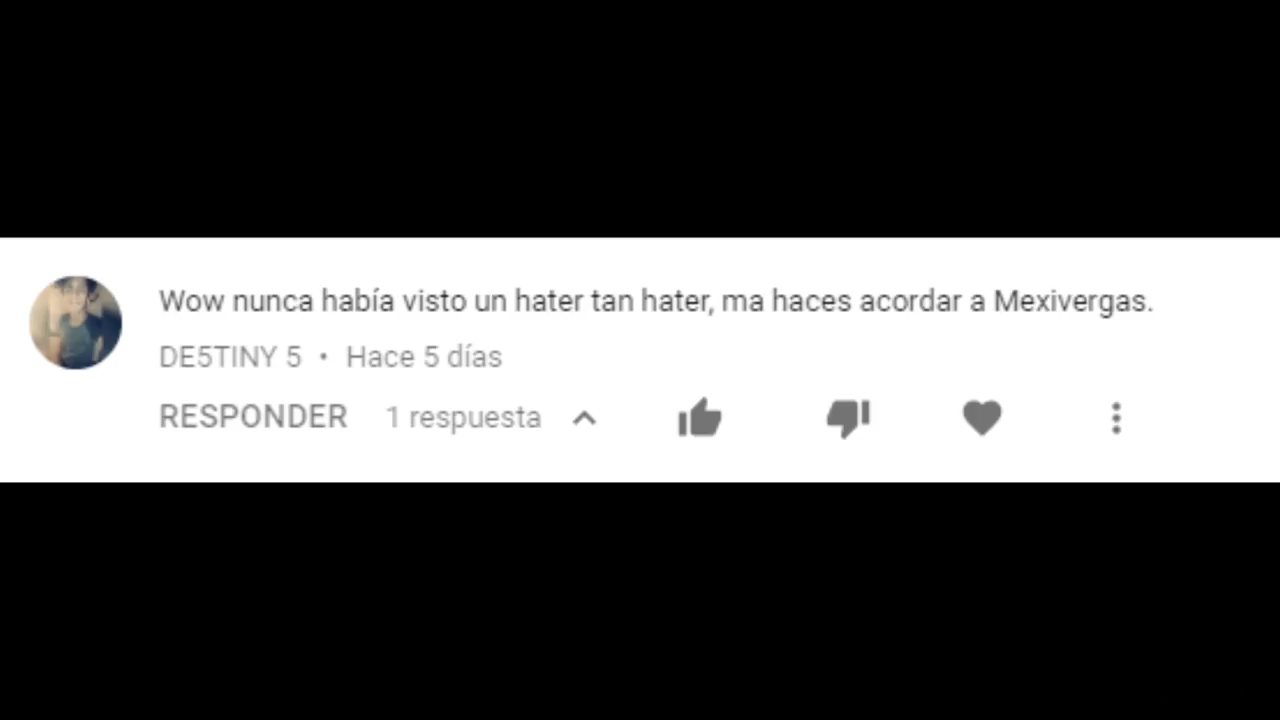 Wow nunca había visto un hater tan hater, ma haces acordar a Mexivergas.
DE5TINY 5 • Hace 5 días
RESPONDER 1 respuesta